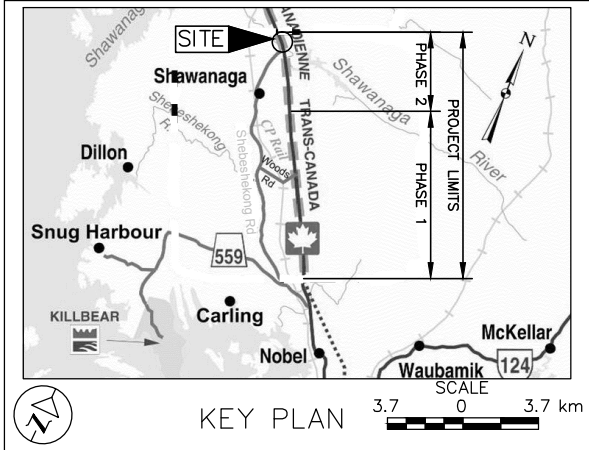 SITE
Shawanaga
ANADIENNE
TRANS-CANADA
Shawanaga
River
N
PHASE 2
PHASE 1
PROJECT LIMITS
Shawanaga
Shebeshekong
R.
Dillon
CP Rail
Woods
Rd
Shebeshekong Rd
Snug Harbour
559
KILLBEAR
Carling
Nobel
McKellar
Waubamik
124
N
KEY PLAN
SCALE
3.7 0 3.7 km